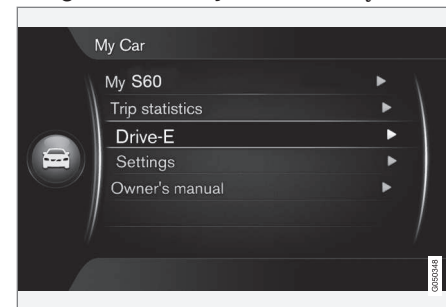 My Car
My S60
Trip statistics
Drive-E
Settings
Owner's manual
G050348